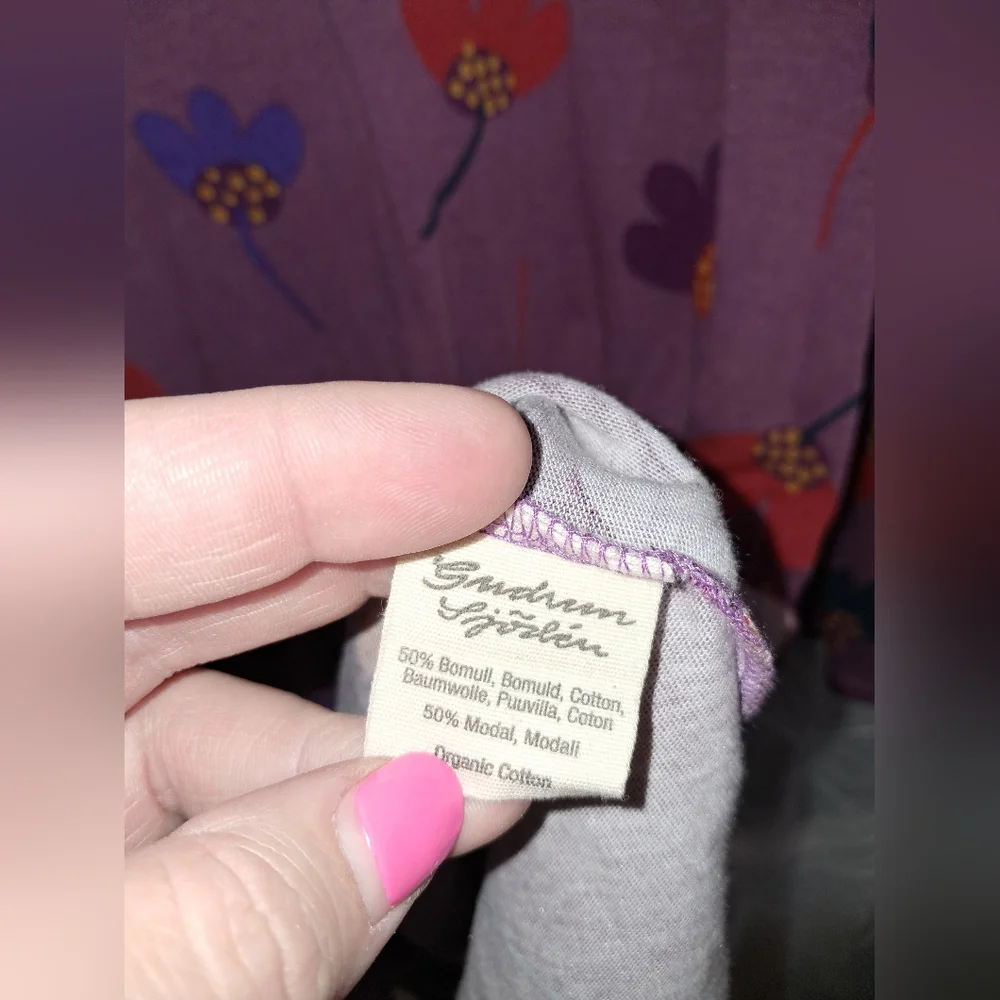 Gudrun
Sjödén
50% Bomull, Bomuld, Cotton,
Baumwolle, Puuvilla, Coton
50% Modal, Modali
Organic Cotton